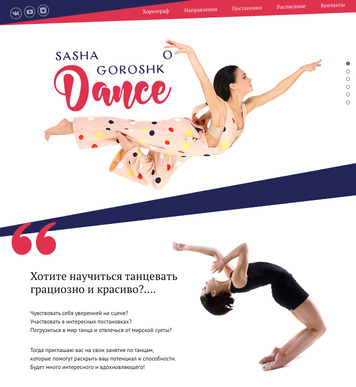 Хореограф Направления Постановки Расписание Контакты
SASHA O
GOROSHK
Dance
Хотите научиться танцевать
грациозно и красиво?....
Чувствовать себя уверенней на сцене?
Участвовать в интересных постановках?
Погрузиться в мир танца и отвлечься от мирской суеты?
Тогда приглашаю вас на свои занятия по танцам,
которые помогут раскрыть ваш потенциал и способности.
Будет много интересного и вдохновляющего!